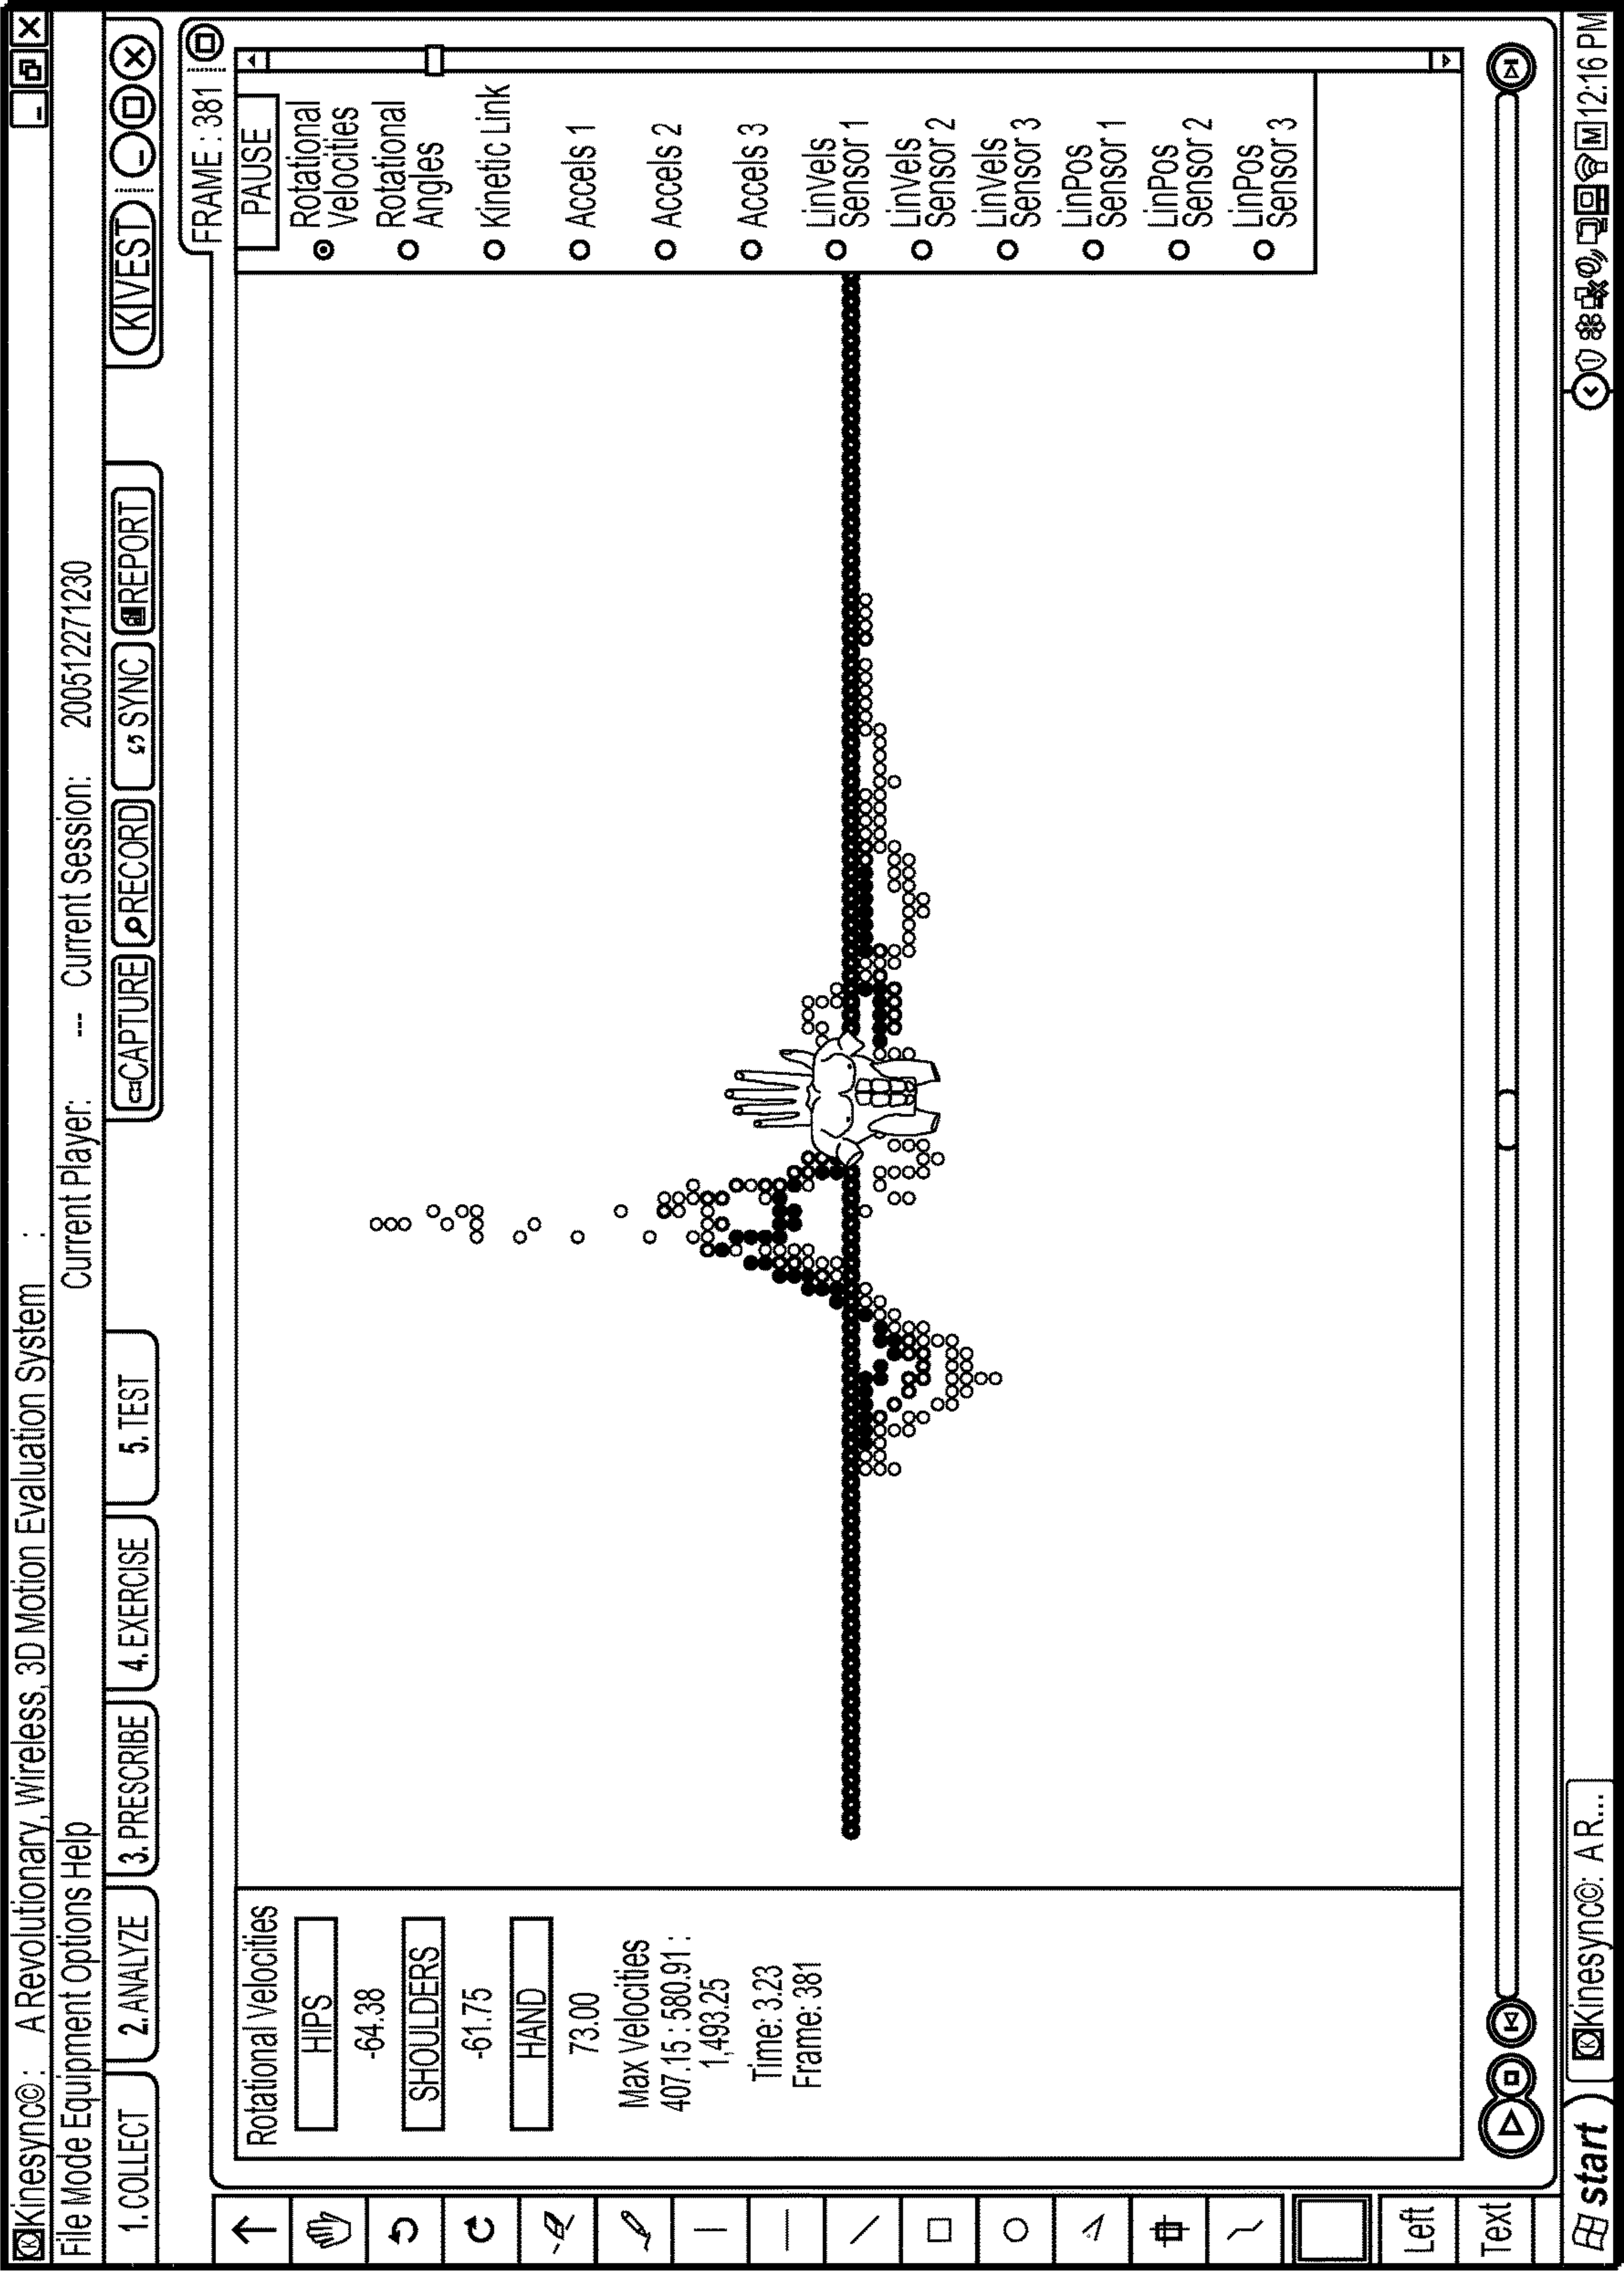 Kinesync©: A Revolutionary, Wireless, 3D Motion Evaluation System :
File Mode Equipment Options Help
Current Player: --- Current Session: 200512271230
1. COLLECT
2. ANALYZE
3. PRESCRIBE
4. EXERCISE
5. TEST
CAPTURE
RECORD
SYNC
REPORT
K VEST
FRAME : 381
Rotational Velocities
HIPS
-64.38
SHOULDERS
-61.75
HAND
73.00
Max Velocities
407.15 : 580.91 :
1,493.25
Time: 3.23
Frame: 381
PAUSE
Rotational
Velocities
Rotational
Angles
Kinetic Link
Accels 1
Accels 2
Accels 3
LinVels
Sensor 1
LinVels
Sensor 2
LinVels
Sensor 3
LinPos
Sensor 1
LinPos
Sensor 2
LinPos
Sensor 3
Left
Text
start
Kinesync©: A R...
M 12:16 PM